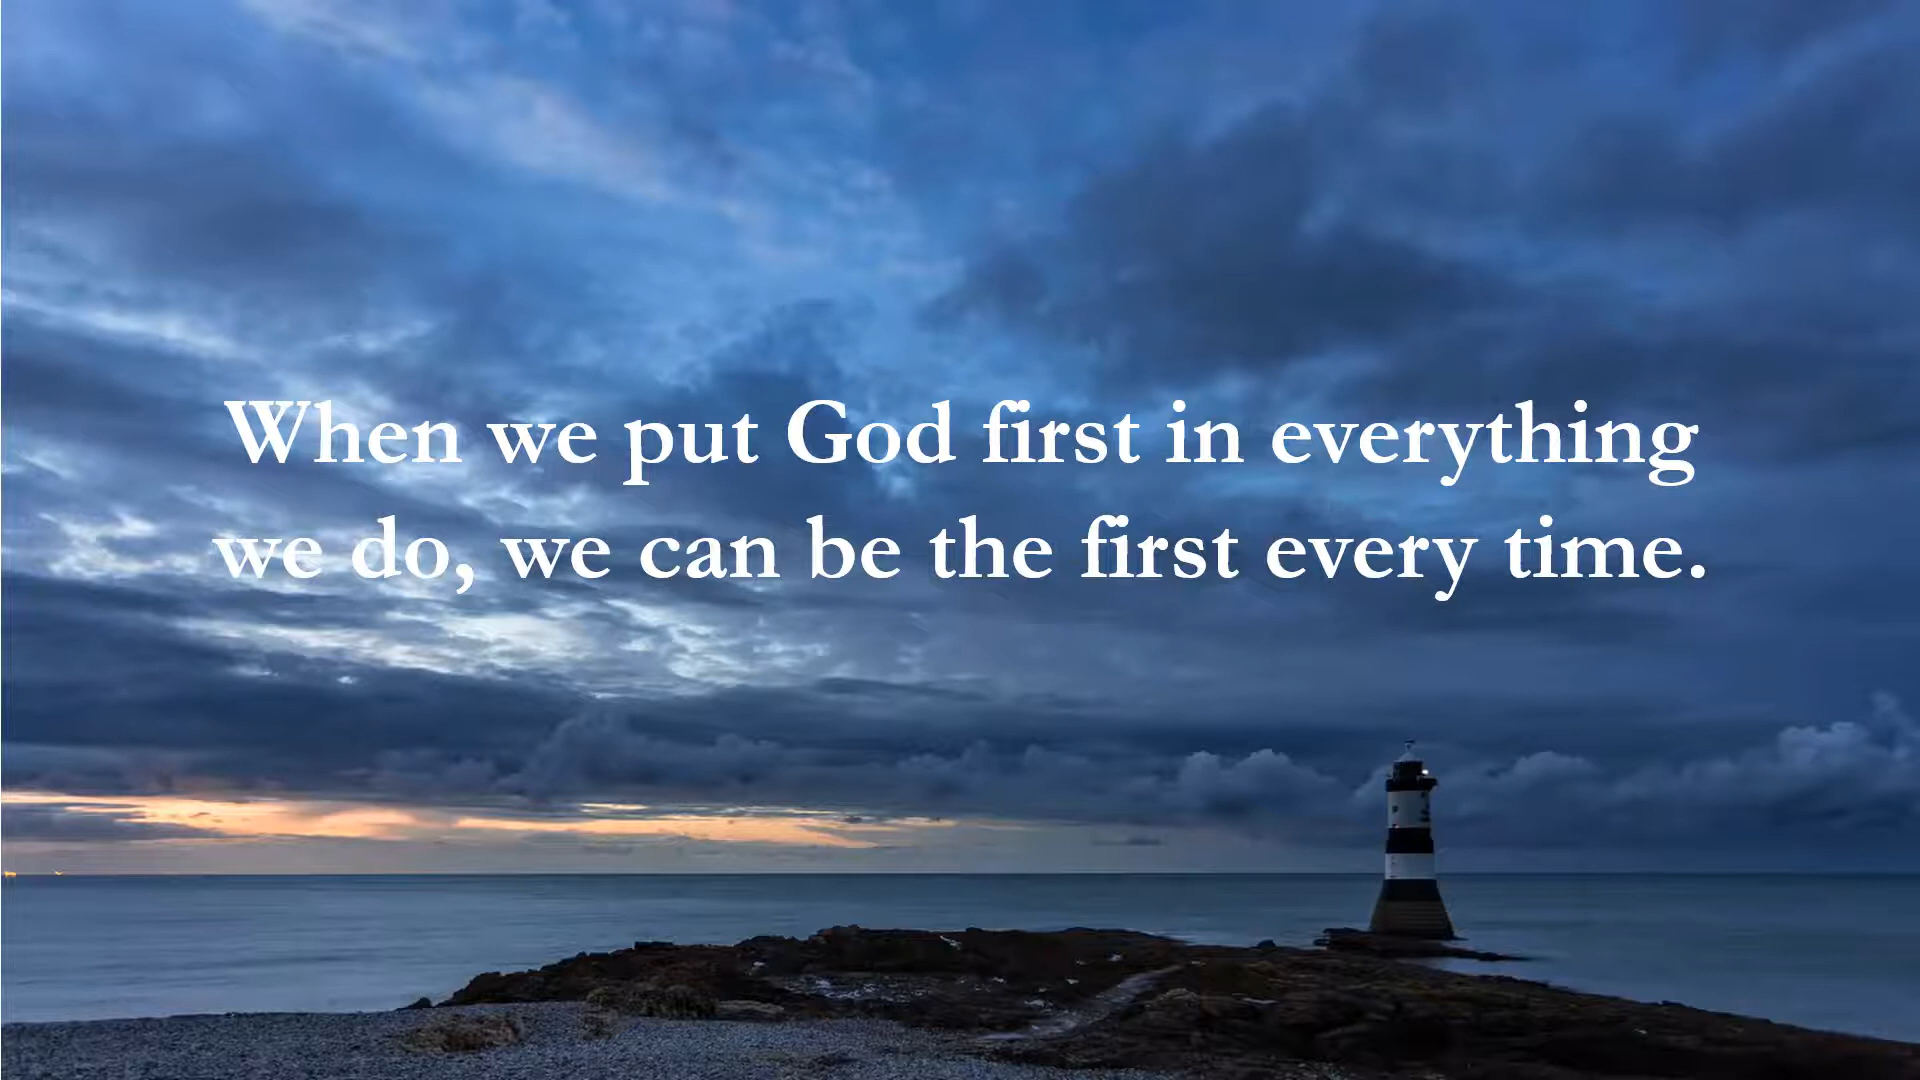 When we put God first in everything
we do, we can be the first every time.